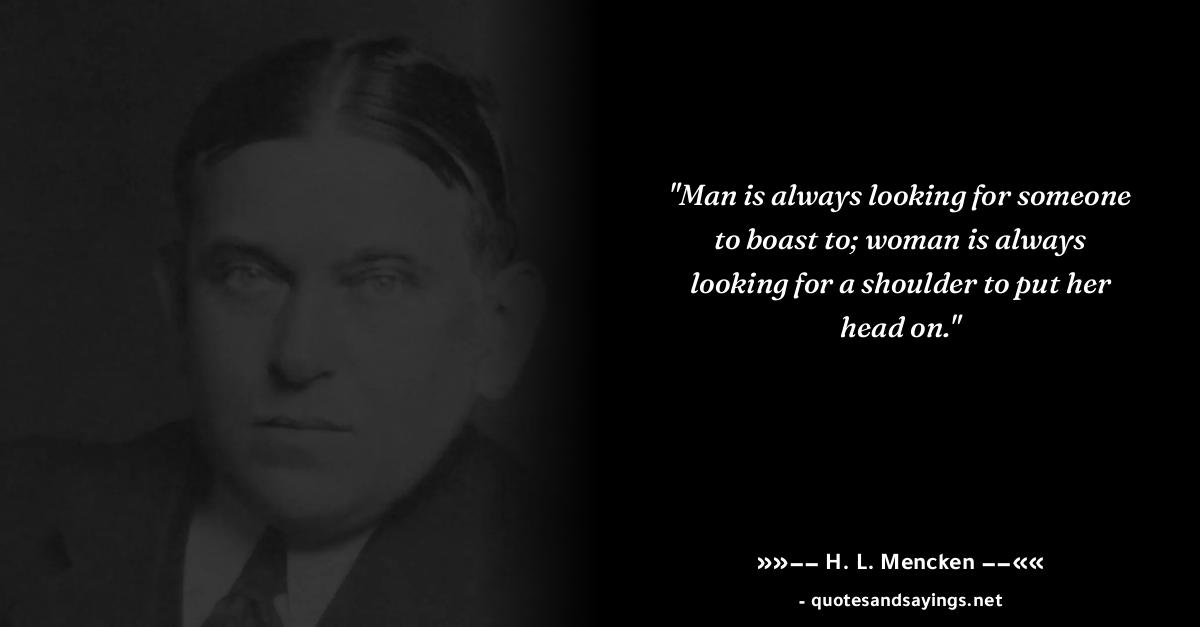 "Man is always looking for someone
to boast to; woman is always
looking for a shoulder to put her
head on."
»»–– H. L. Mencken ––««
- quotesandsayings.net